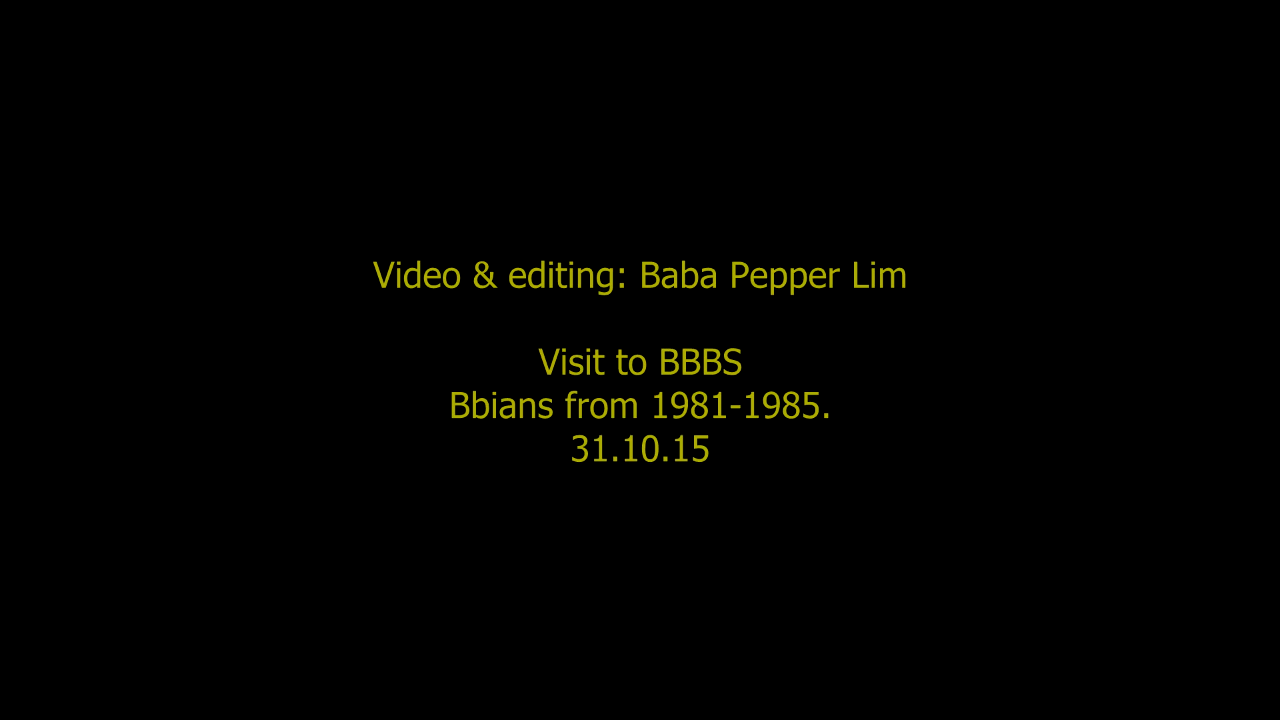 Video & editing: Baba Pepper Lim
Visit to BBBS
Bbians from 1981-1985.
31.10.15